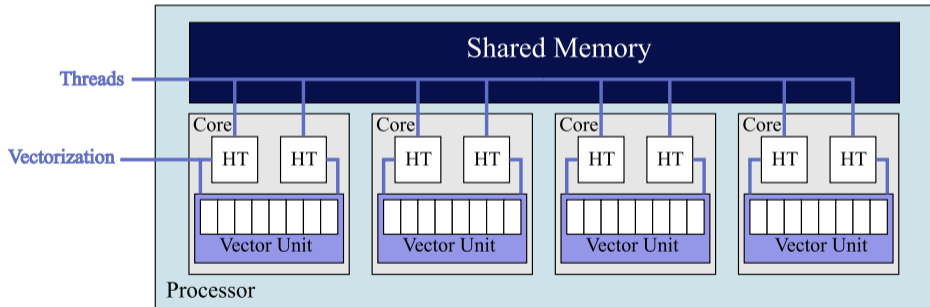 Shared Memory
Threads
Core Core Core Core
Vectorization
HT HT HT HT HT HT HT HT
Vector Unit Vector Unit Vector Unit Vector Unit
Processor